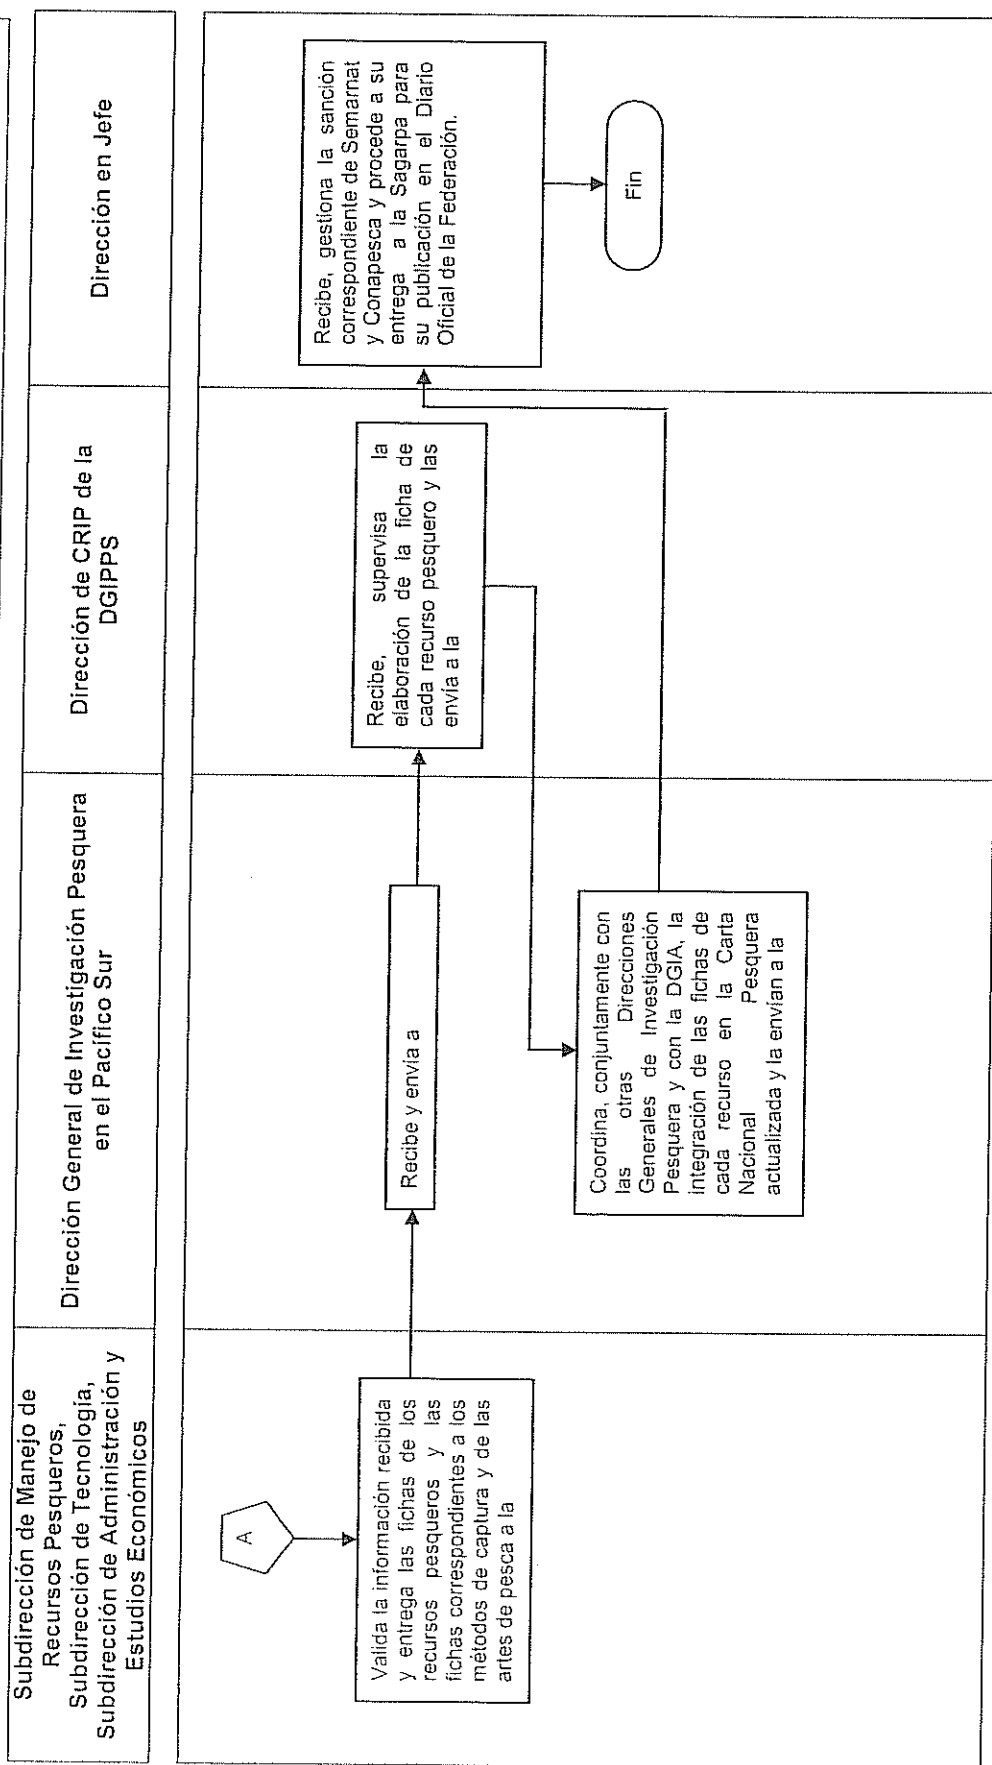 Subdirección de Manejo de
Recursos Pesqueros,
Subdirección de Tecnología,
Subdirección de Administración y
Estudios Económicos
Dirección General de Investigación Pesquera
en el Pacífico Sur
Dirección de CRIP de la
DGIPPS
Dirección en Jefe
A
Valida la información recibida
y entrega las fichas de los
recursos pesqueros y las
fichas correspondientes a los
métodos de captura y de las
artes de pesca a la
Recibe y envía a
Recibe, supervisa la
elaboración de la ficha de
cada recurso pesquero y las
envía a la
Coordina, conjuntamente con
las otras Direcciones
Generales de Investigación
Pesquera y con la DGIA, la
integración de las fichas de
cada recurso en la Carta
Nacional Pesquera
actualizada y la envían a la
Recibe, gestiona la sanción
correspondiente de Semarnat
y Conapesca y procede a su
entrega a la Sagarpa para
su publicación en el Diario
Oficial de la Federación.
Fin